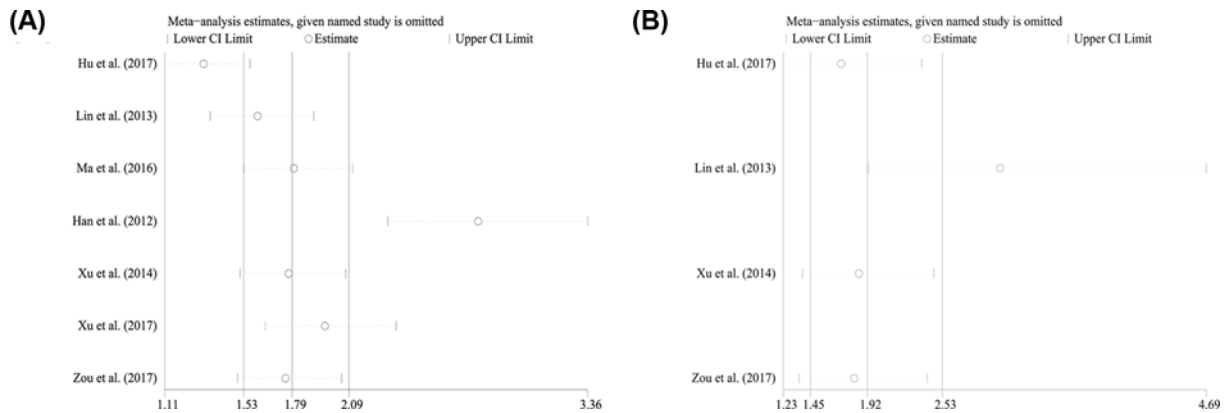 (A)
Meta−analysis estimates, given named study is omitted
Lower CI Limit Estimate Upper CI Limit
Hu et al. (2017)
Lin et al. (2013)
Ma et al. (2016)
Han et al. (2012)
Xu et al. (2014)
Xu et al. (2017)
Zou et al. (2017)
1.11 1.53 1.79 2.09 3.36
(B)
Meta−analysis estimates, given named study is omitted
Lower CI Limit Estimate Upper CI Limit
Hu et al. (2017)
Lin et al. (2013)
Xu et al. (2014)
Zou et al. (2017)
1.23 1.45 1.92 2.53 4.69